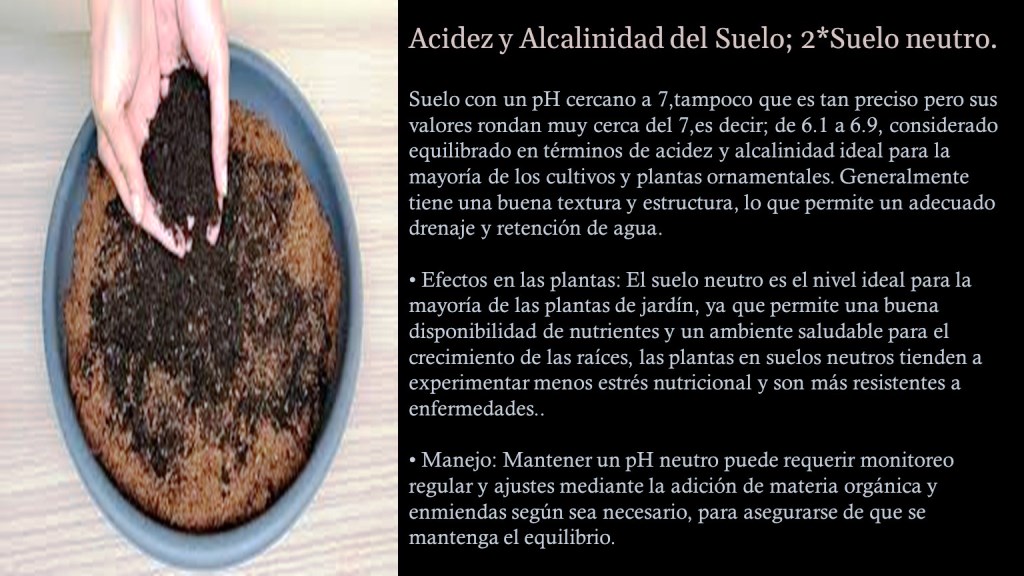 Acidez y Alcalinidad del Suelo; 2*Suelo neutro.
Suelo con un pH cercano a 7,tampoco que es tan preciso pero sus
valores rondan muy cerca del 7,es decir; de 6.1 a 6.9, considerado
equilibrado en términos de acidez y alcalinidad ideal para la
mayoría de los cultivos y plantas ornamentales. Generalmente
tiene una buena textura y estructura, lo que permite un adecuado
drenaje y retención de agua.
• Efectos en las plantas: El suelo neutro es el nivel ideal para la
mayoría de las plantas de jardín, ya que permite una buena
disponibilidad de nutrientes y un ambiente saludable para el
crecimiento de las raíces, las plantas en suelos neutros tienden a
experimentar menos estrés nutricional y son más resistentes a
enfermedades..
• Manejo: Mantener un pH neutro puede requerir monitoreo
regular y ajustes mediante la adición de materia orgánica y
enmiendas según sea necesario, para asegurarse de que se
mantenga el equilibrio.